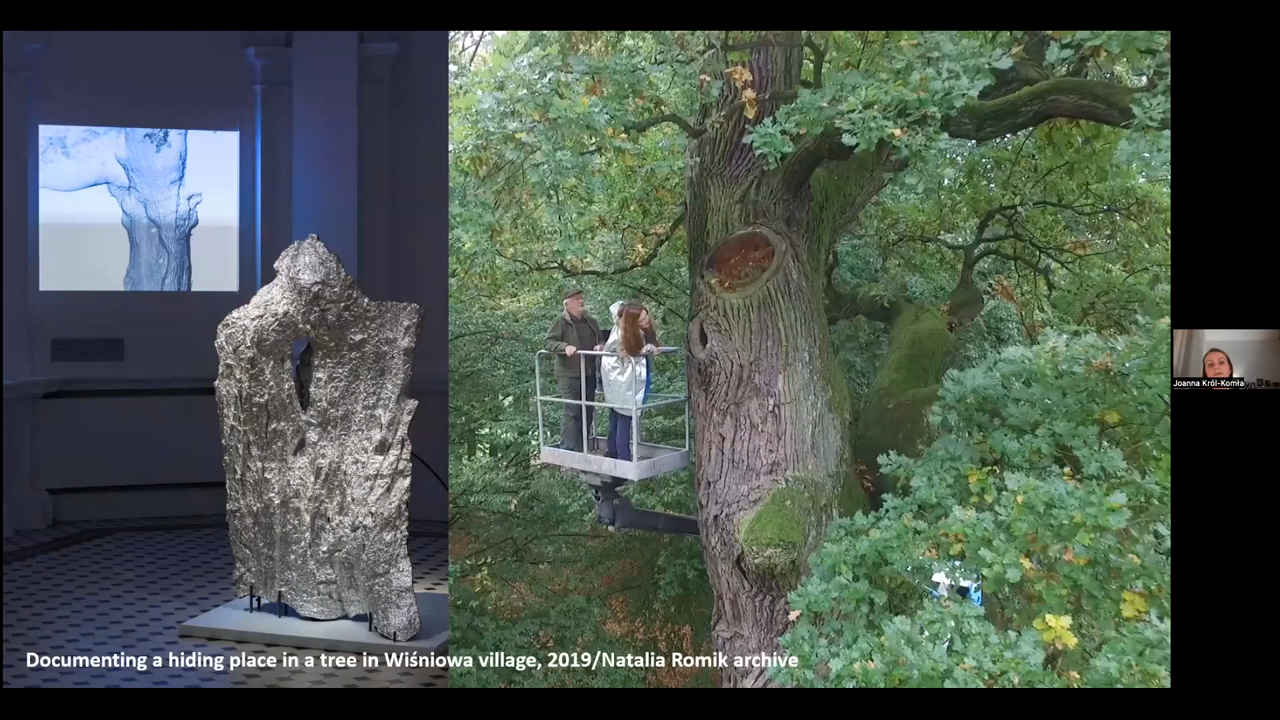 Joanna Król-Komła
Documenting a hiding place in a tree in Wiśniowa village, 2019/Natalia Romik archive